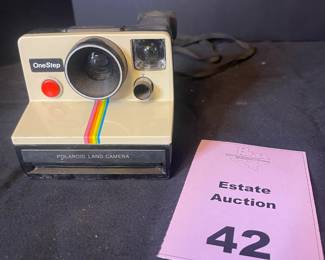 OneStep
POLAROID LAND CAMERA
Estate
Auction
42